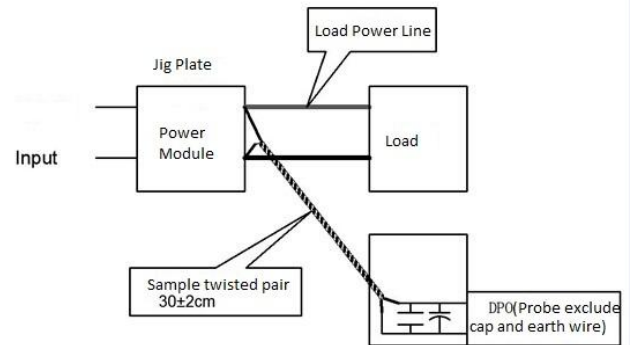 Load Power Line
Jig Plate
Power
Module
Load
Input
Sample twisted pair
30±2cm
DPO(Probe exclude
cap and earth wire)